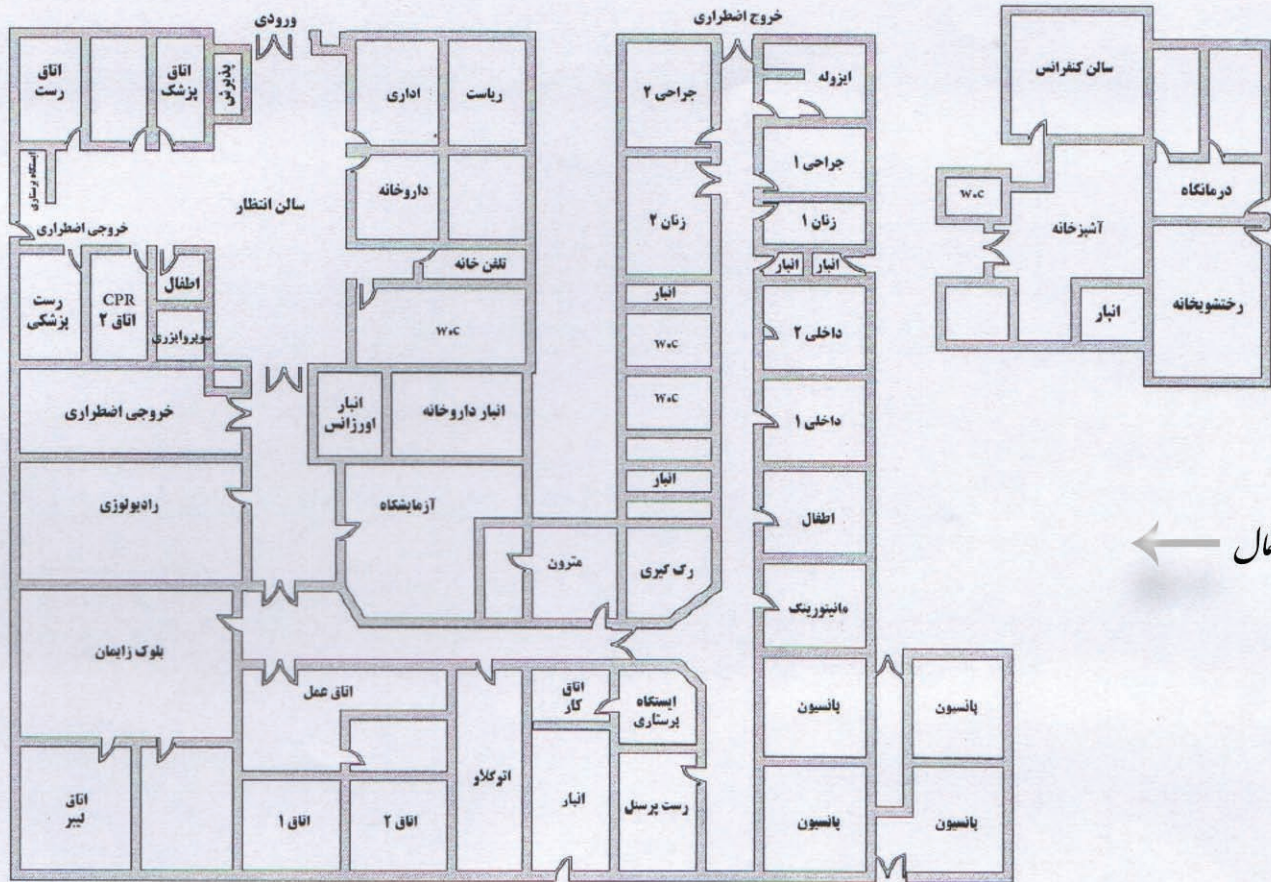 ورودی
خروج اضطراری
اتاق
رست
اتاق
پزشک
پذیرش
اداری
ریاست
جراحی ۲
ایزوله
سالن کنفرانس
ایستگاه پرستاری
سالن انتظار
داروخانه
زنان ۲
جراحی ۱
زنان ۱
W.C
درمانگاه
آشپزخانه
خروجی اضطراری
تلفن خانه
انبار
انبار
رست
پزشکی
CPR
اتاق ۲
اطفال
سوپروایزری
W.C
انبار
W.C
داخلی ۲
انبار
رختشویخانه
خروجی اضطراری
انبار
اورژانس
انبار داروخانه
W.C
داخلی ۱
رادیولوژی
آزمایشگاه
انبار
اطفال
مترون
رگ گیری
مانیتورینگ
بلوک زایمان
اتاق عمل
اتاق
کار
ایستگاه
پرستاری
پانسیون
پانسیون
اتاق
لیبر
اتاق ۱
اتاق ۲
اتوکلاو
انبار
رست پرسنل
پانسیون
پانسیون